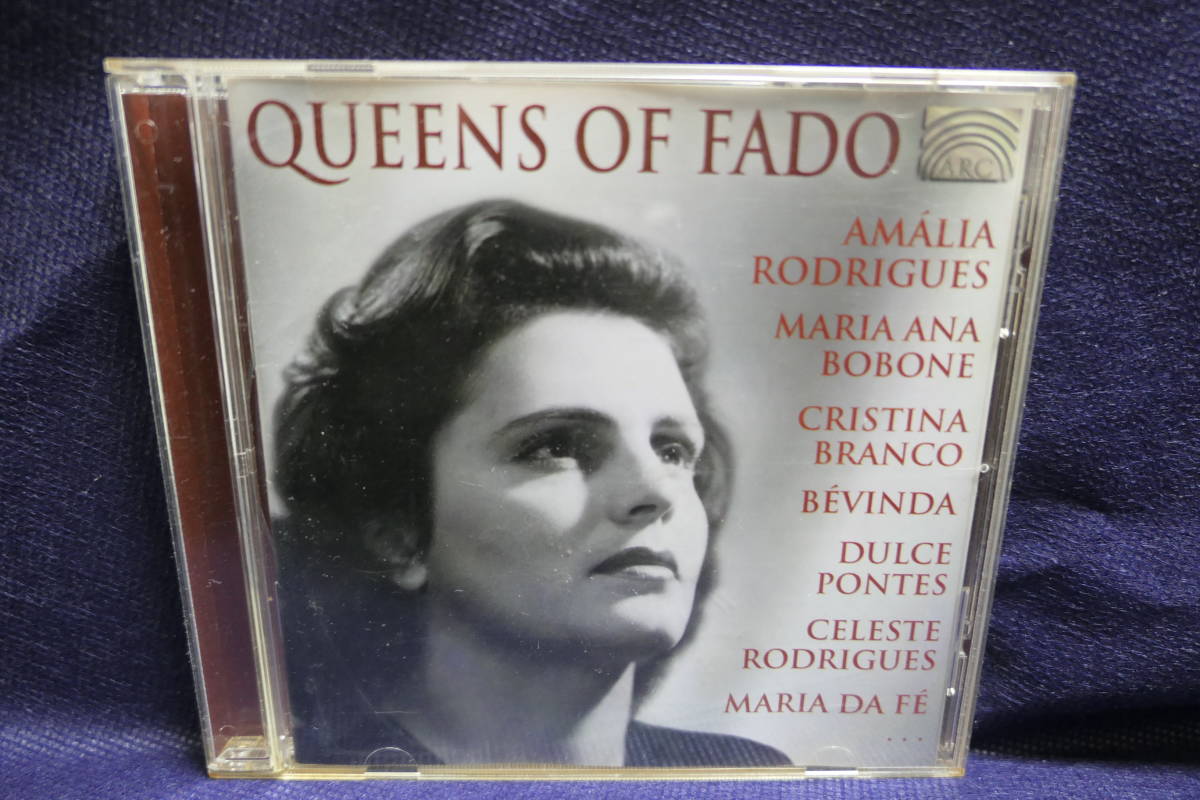 QUEENS OF FADO
ARC
AMÁLIA
RODRIGUES
MARIA ANA
BOBONE
CRISTINA
BRANCO
BÉVINDA
DULCE
PONTES
CELESTE
RODRIGUES
MARIA DA FÉ
...